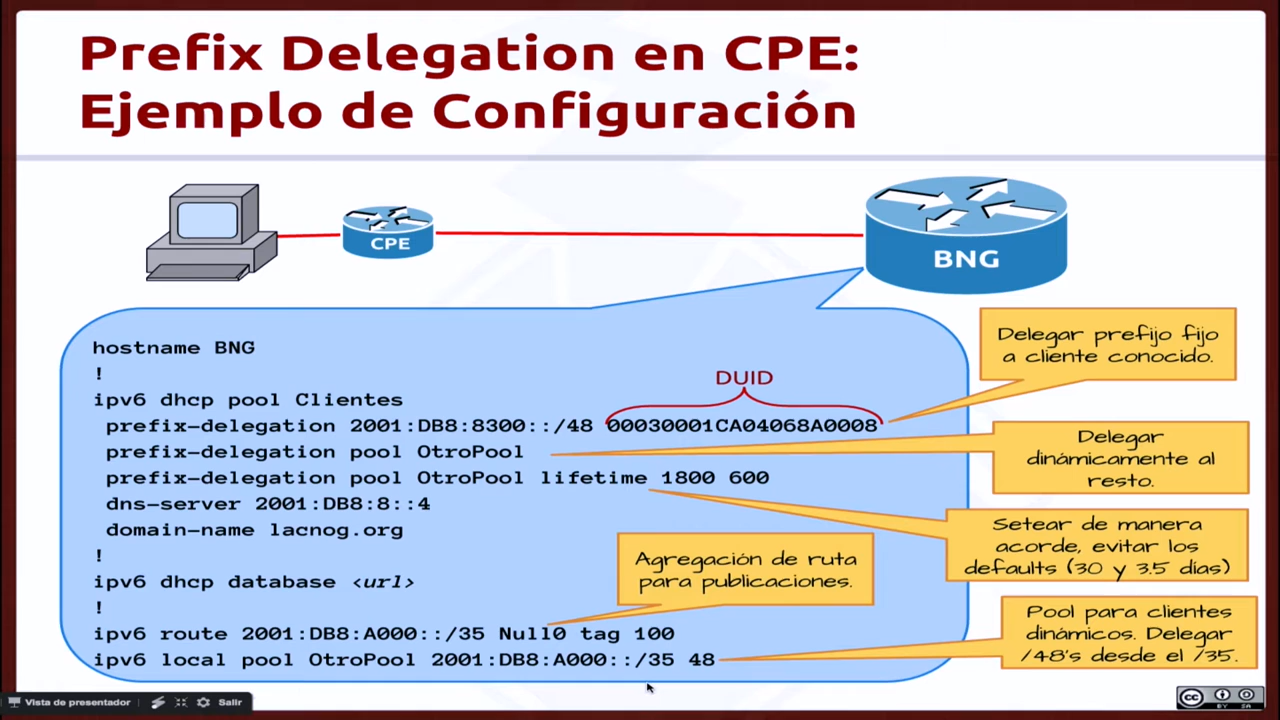 Prefix Delegation en CPE:
Ejemplo de Configuración
CPE
BNG
hostname BNG
!
ipv6 dhcp pool Clientes
DUID
prefix-delegation 2001:DB8:8300::/48 00030001CA04068A0008
prefix-delegation pool OtroPool
prefix-delegation pool OtroPool lifetime 1800 600
dns-server 2001:DB8:8::4
domain-name lacnog.org
!
ipv6 dhcp database <url>
!
ipv6 route 2001:DB8:A000::/35 Null0 tag 100
ipv6 local pool OtroPool 2001:DB8:A000::/35 48
Delegar prefijo fijo
a cliente conocido.
Delegar
dinámicamente al
resto.
Setear de manera
acorde, evitar los
defaults (30 y 3.5 días)
Agregación de ruta
para publicaciones.
Pool para clientes
dinámicos. Delegar
/48's desde el /35.
Vista de presentador
Salir
CC
BY SA